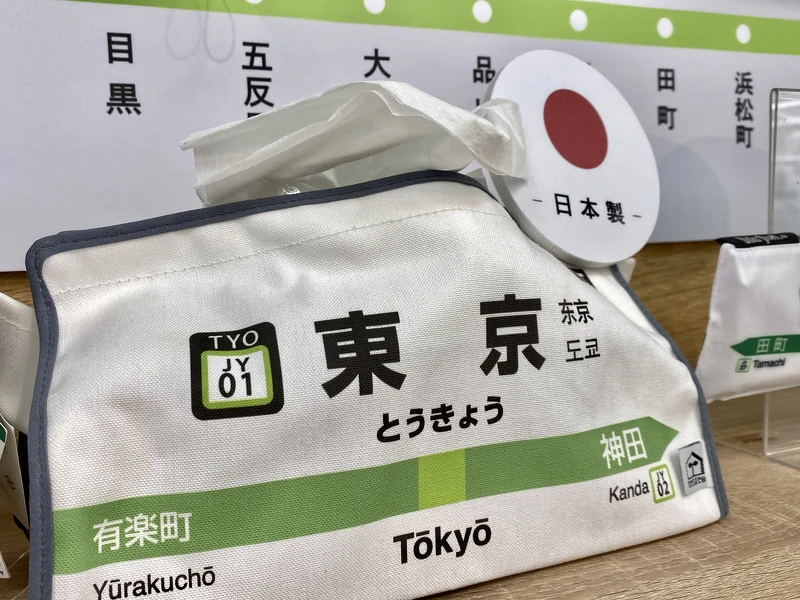 目黒
五反
大
品
田町
浜松町
日本製
TYO
JY
01
東京
东京
도쿄
とうきょう
神田
Kanda
JY
02
有楽町
Yūrakuchō
Tōkyō
田町
Tamachi